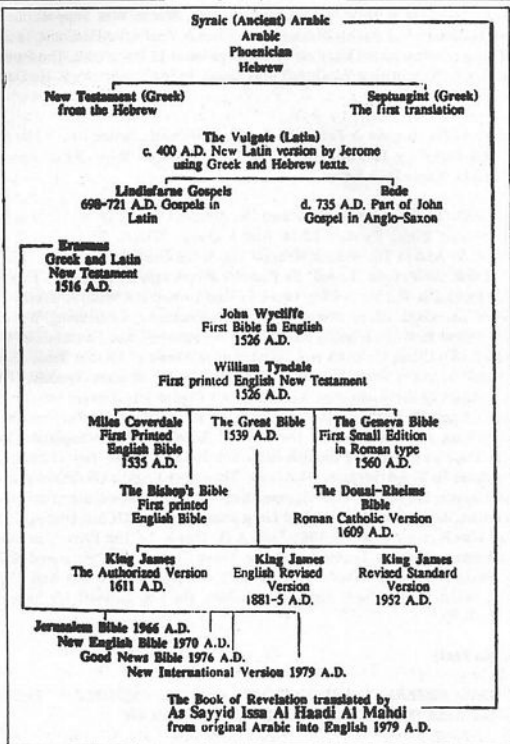 Syraic (Ancient) Arabic
Arabic
Phoenician
Hebrew
New Testament (Greek)
from the Hebrew
Septuagint (Greek)
The first translation
The Vulgate (Latin)
c. 400 A.D. New Latin version by Jerome
using Greek and Hebrew texts.
Lindisfarne Gospels
698-721 A.D. Gospels in
Latin
Bede
d. 735 A.D. Part of John
Gospel in Anglo-Saxon
Erasmus
Greek and Latin
New Testament
1516 A.D.
John Wycliffe
First Bible in English
1526 A.D.
William Tyndale
First printed English New Testament
1526 A.D.
Miles Coverdale
First Printed
English Bible
1535 A.D.
The Great Bible
1539 A.D.
The Geneva Bible
First Small Edition
in Roman type
1560 A.D.
The Bishop's Bible
First printed
English Bible
The Douai-Rheims
Bible
Roman Catholic Version
1609 A.D.
King James
The Authorized Version
1611 A.D.
King James
English Revised
Version
1881-5 A.D.
King James
Revised Standard
Version
1952 A.D.
Jerusalem Bible 1966 A.D.
New English Bible 1970 A.D.
Good News Bible 1976 A.D.
New International Version 1979 A.D.
The Book of Revelation translated by
As Sayyid Issa Al Haadi Al Mahdi
from original Arabic into English 1979 A.D.